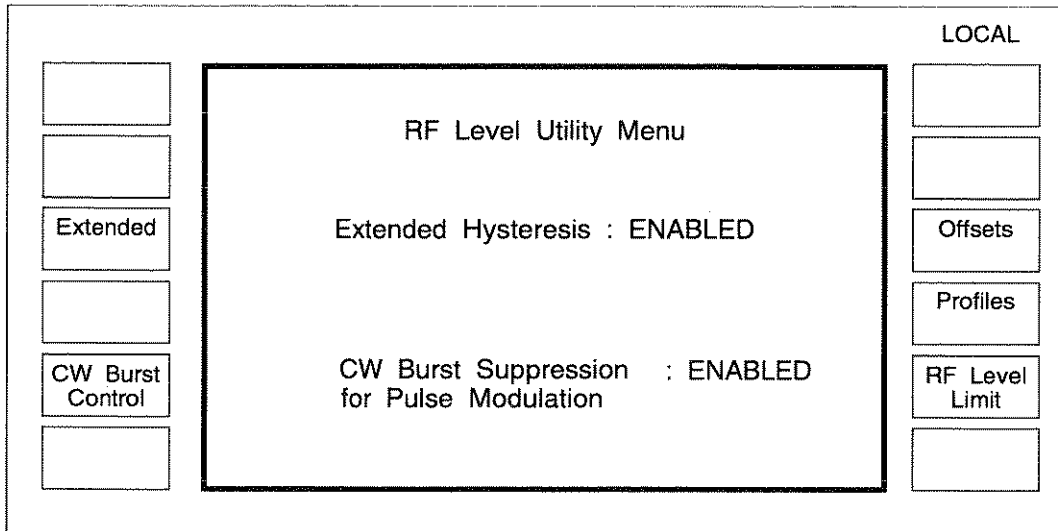 LOCAL
RF Level Utility Menu
Extended
Extended Hysteresis : ENABLED
Offsets
Profiles
CW Burst
Control
CW Burst Suppression : ENABLED
for Pulse Modulation
RF Level
Limit